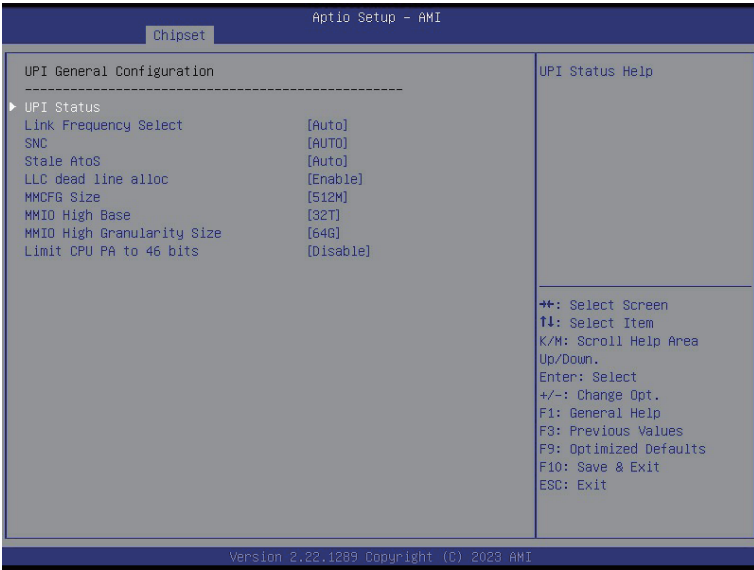 Aptio Setup – AMI
Chipset
UPI General Configuration
------------------------------------------------
▶ UPI Status
Link Frequency Select [Auto]
SNC [AUTO]
Stale AtoS [Auto]
LLC dead line alloc [Enable]
MMCFG Size [512M]
MMIO High Base [32T]
MMIO High Granularity Size [64G]
Limit CPU PA to 46 bits [Disable]
UPI Status Help
→←: Select Screen
↑↓: Select Item
K/M: Scroll Help Area
Up/Down.
Enter: Select
+/-: Change Opt.
F1: General Help
F3: Previous Values
F9: Optimized Defaults
F10: Save & Exit
ESC: Exit
Version 2.22.1289 Copyright (C) 2023 AMI